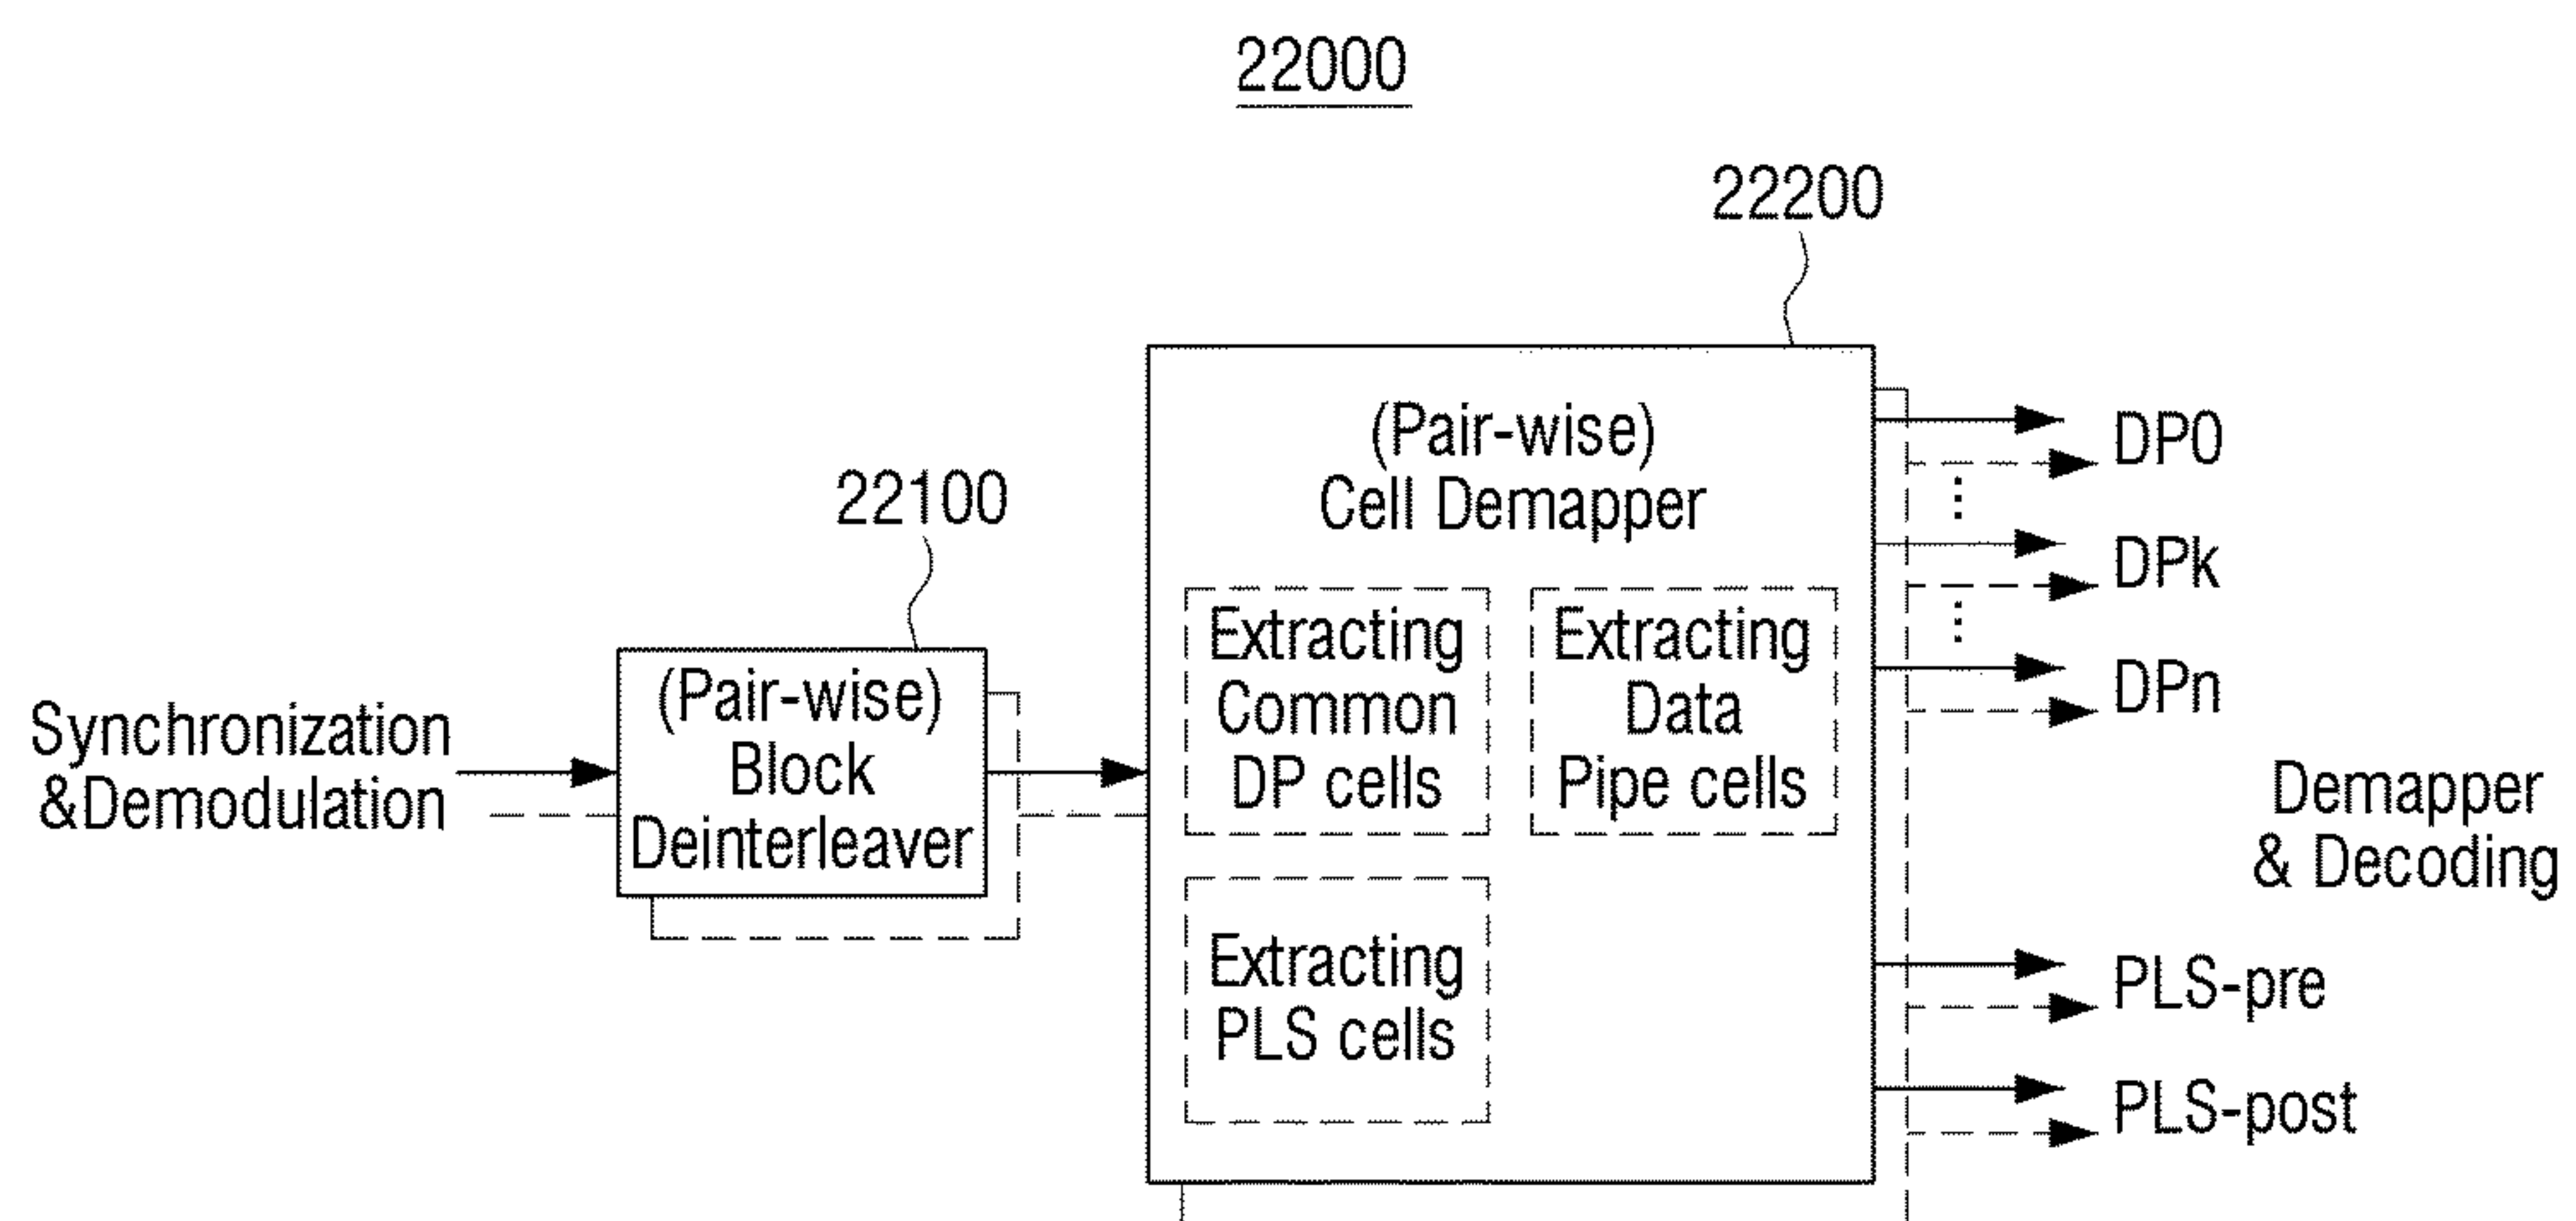 22000
22200
22100
Synchronization
&Demodulation
(Pair-wise)
Block
Deinterleaver
(Pair-wise)
Cell Demapper
Extracting
Common
DP cells
Extracting
Data
Pipe cells
Extracting
PLS cells
DP0
DPk
DPn
Demapper
& Decoding
PLS-pre
PLS-post